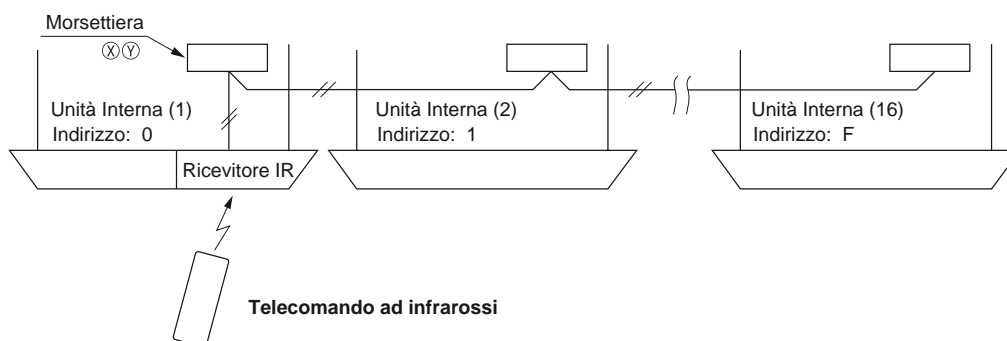 Morsettiera
Ⓧ Ⓨ
Unità Interna (1)
Indirizzo: 0
Unità Interna (2)
Indirizzo: 1
Unità Interna (16)
Indirizzo: F
Ricevitore IR
Telecomando ad infrarossi